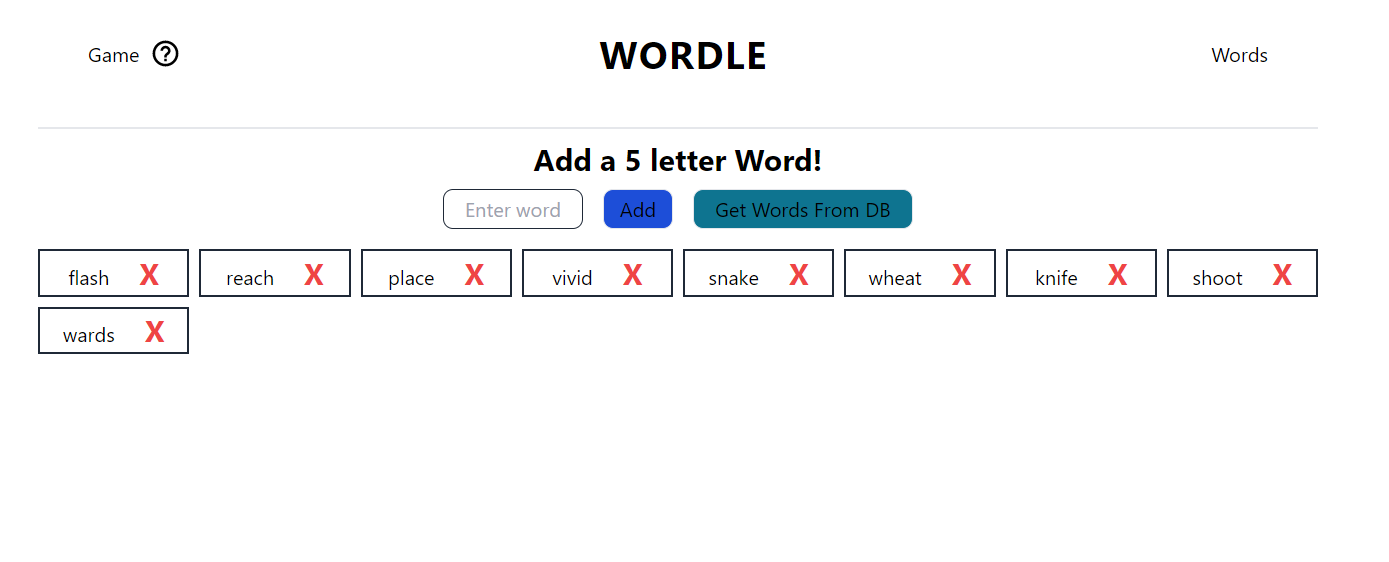 Game ? WORDLE Words
Add a 5 letter Word!
Enter word Add Get Words From DB
flash X reach X place X vivid X snake X wheat X knife X shoot X
wards X